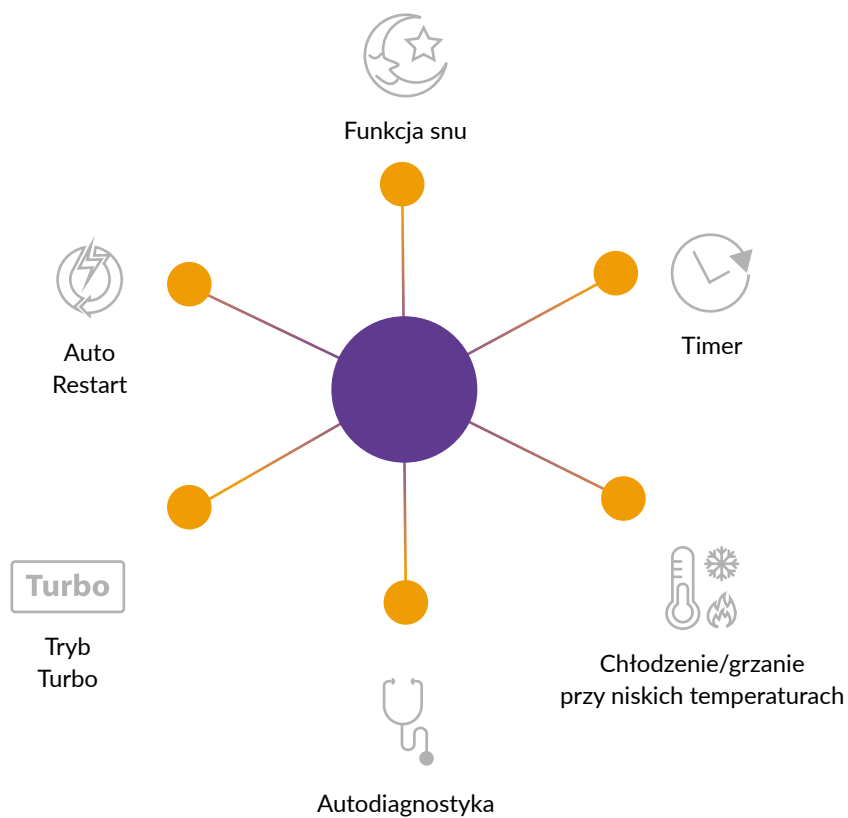 Funkcja snu
Timer
Auto
Restart
Turbo
Tryb
Turbo
Chłodzenie/grzanie
przy niskich temperaturach
Autodiagnostyka